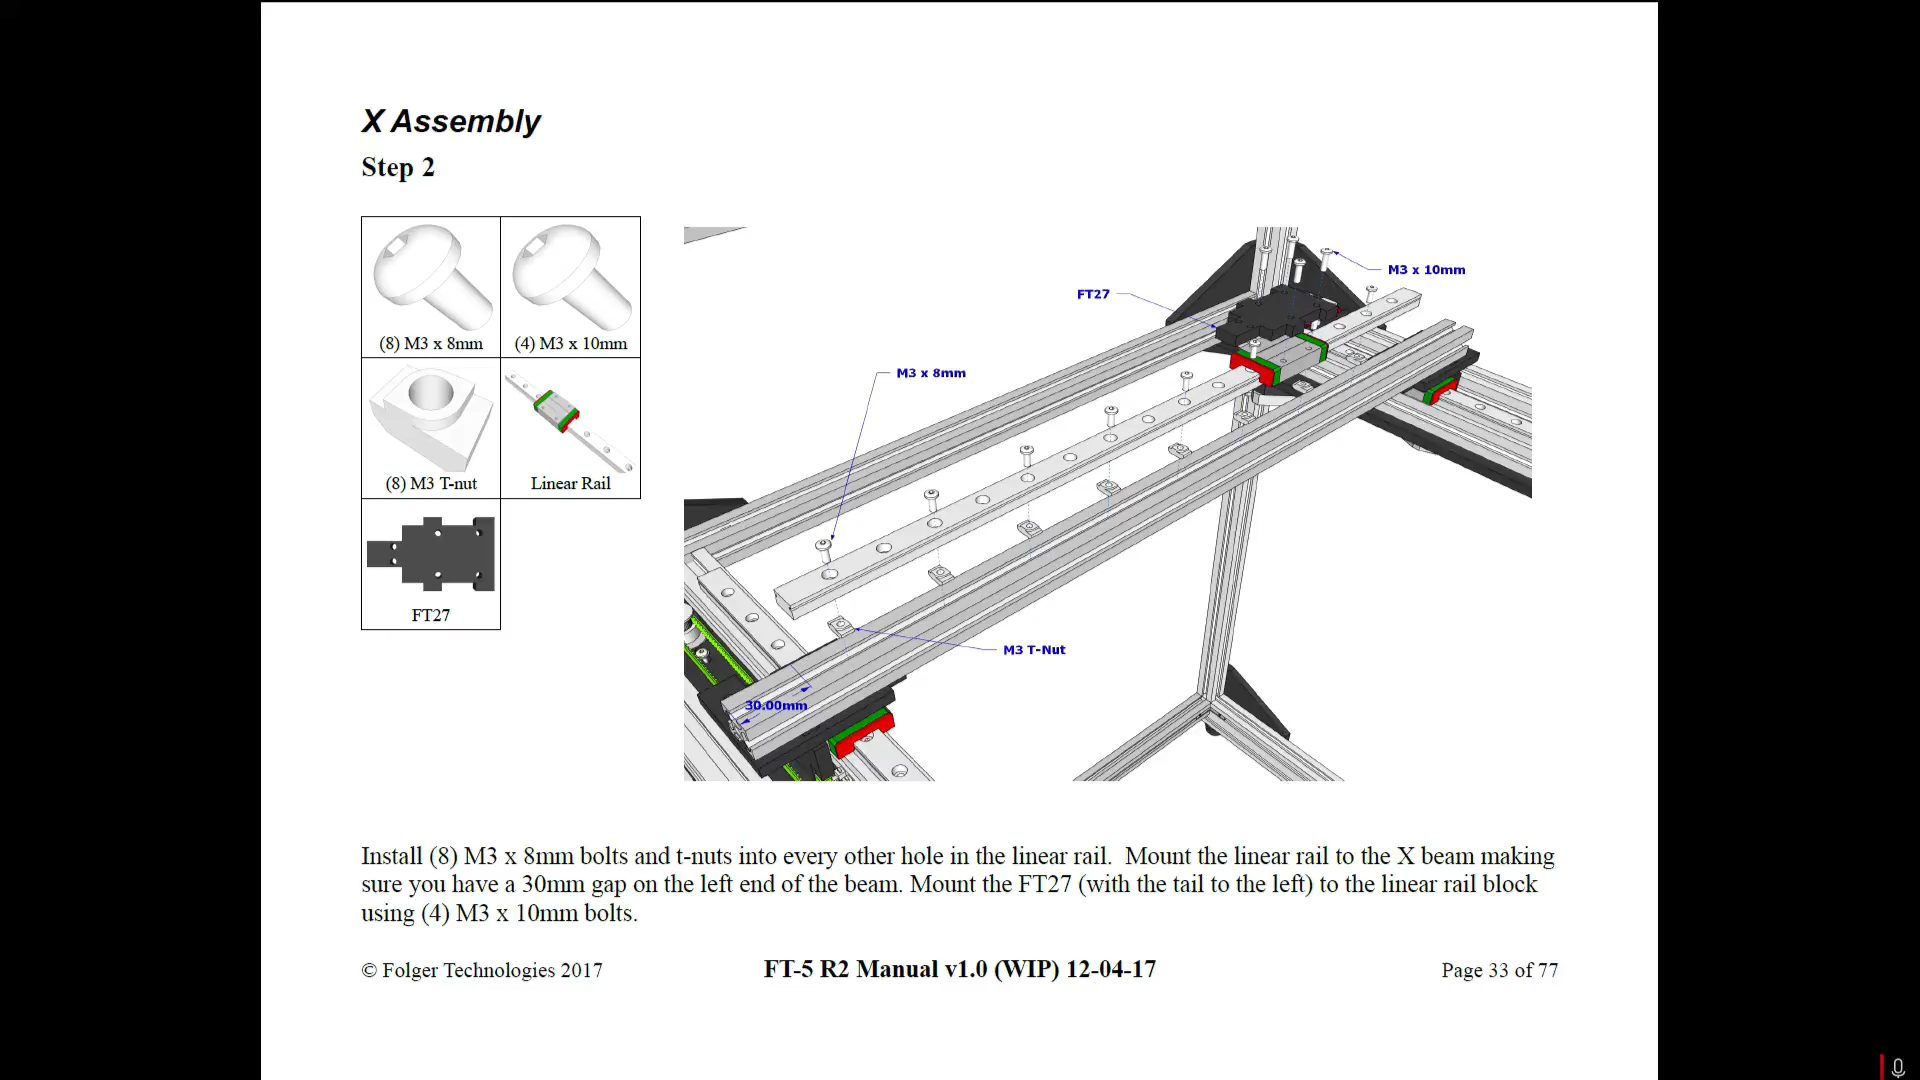 X Assembly
Step 2
(8) M3 x 8mm
(4) M3 x 10mm
(8) M3 T-nut
Linear Rail
FT27
M3 x 10mm
FT27
M3 x 8mm
M3 T-Nut
30.00mm
Install (8) M3 x 8mm bolts and t-nuts into every other hole in the linear rail.  Mount the linear rail to the X beam making
sure you have a 30mm gap on the left end of the beam. Mount the FT27 (with the tail to the left) to the linear rail block
using (4) M3 x 10mm bolts.
© Folger Technologies 2017
FT-5 R2 Manual v1.0 (WIP) 12-04-17
Page 33 of 77